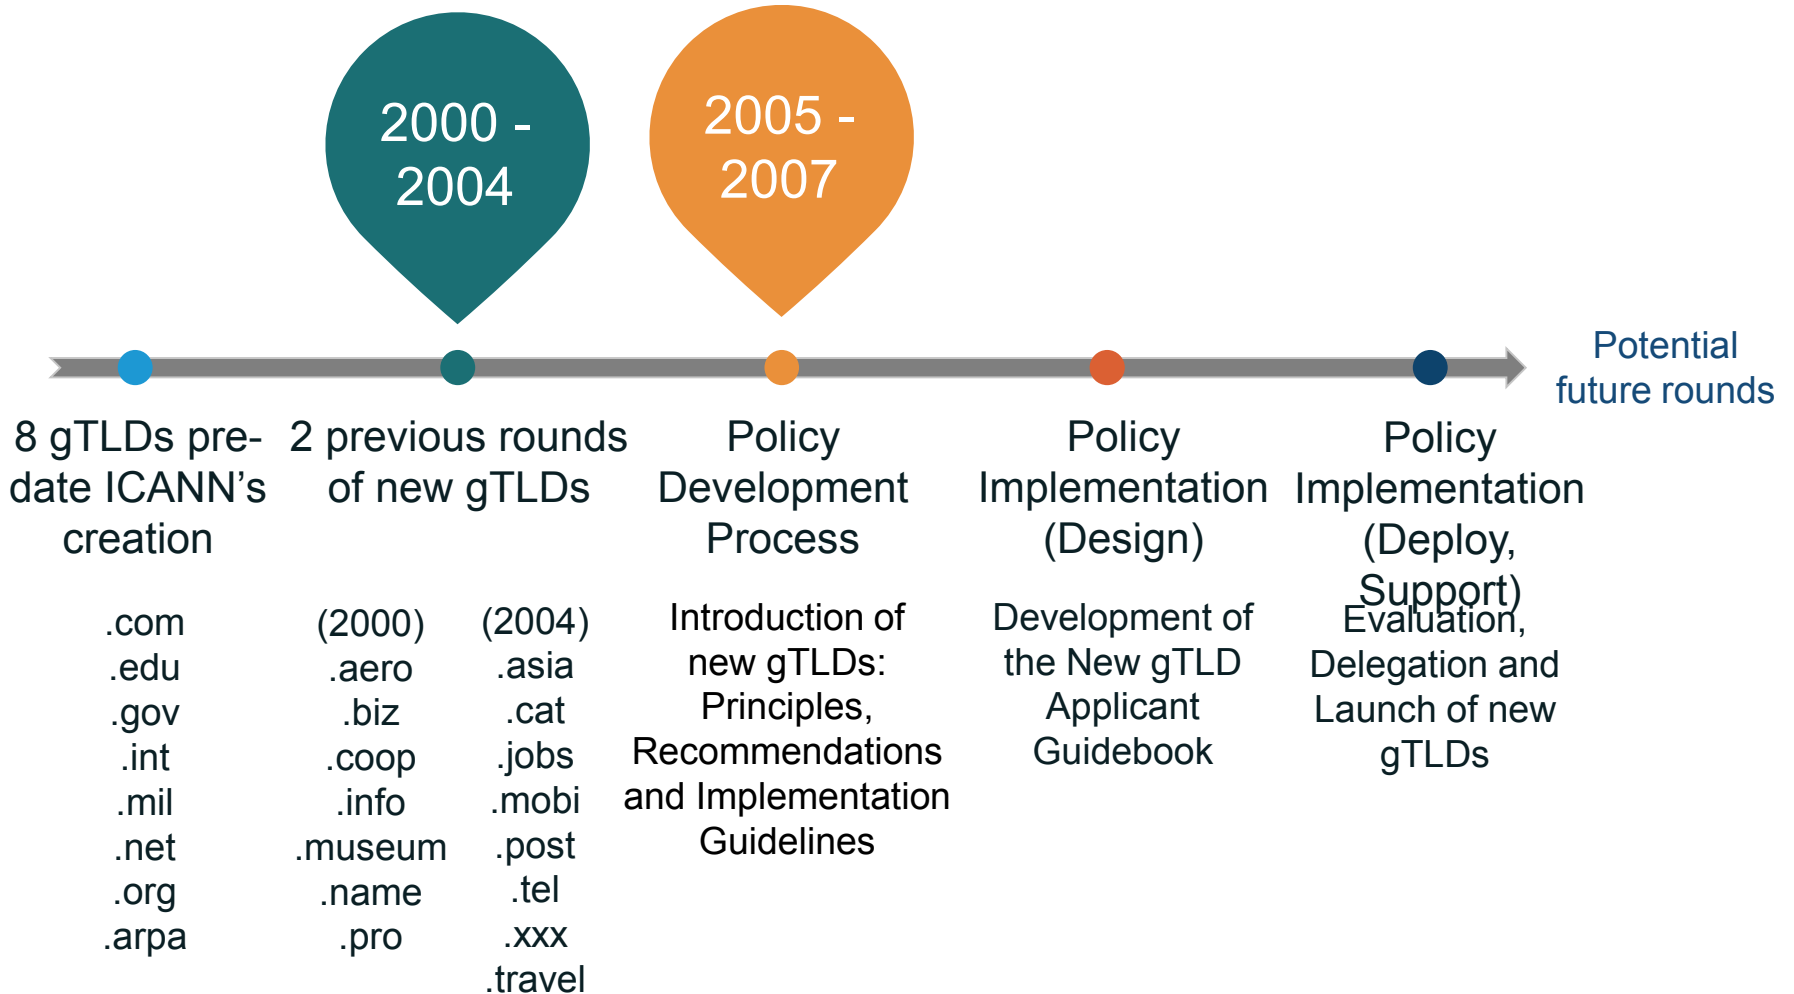 2000 -
2004
2005 -
2007
Potential
future rounds
8 gTLDs pre-
date ICANN’s
creation
2 previous rounds
of new gTLDs
Policy
Development
Process
Policy
Implementation
(Design)
Policy
Implementation
(Deploy,
Support)
.com
.edu
.gov
.int
.mil
.net
.org
.arpa
(2000)
.aero
.biz
.coop
.info
.museum
.name
.pro
(2004)
.asia
.cat
.jobs
.mobi
.post
.tel
.xxx
.travel
Introduction of
new gTLDs:
Principles,
Recommendations
and Implementation
Guidelines
Development of
the New gTLD
Applicant
Guidebook
Evaluation,
Delegation and
Launch of new
gTLDs